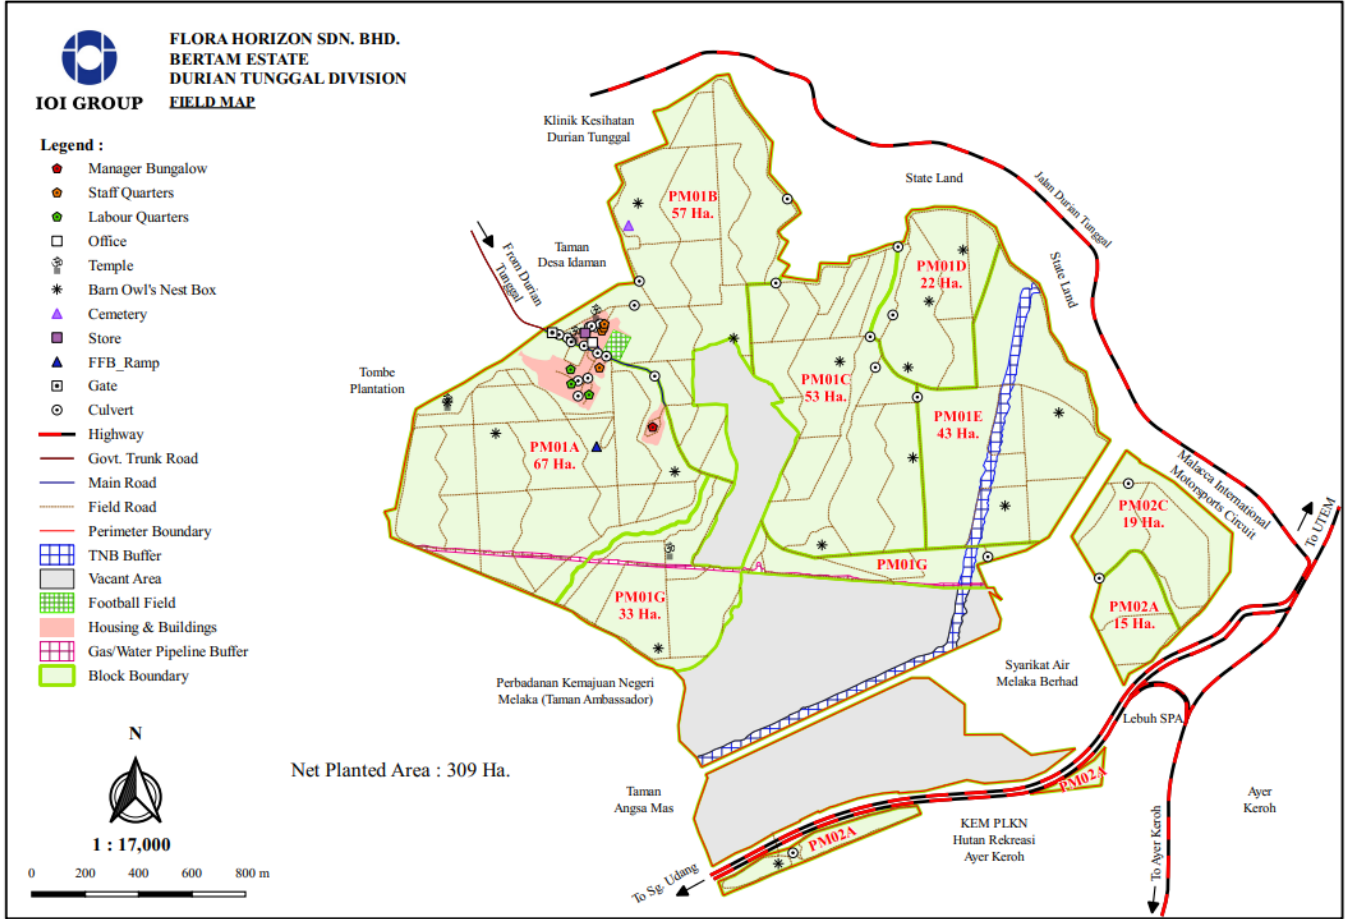 FLORA HORIZON SDN. BHD.
BERTAM ESTATE
DURIAN TUNGGAL DIVISION
FIELD MAP
IOI GROUP
Legend :
Manager Bungalow
Staff Quarters
Labour Quarters
Office
Temple
Barn Owl's Nest Box
Cemetery
Store
FFB_Ramp
Gate
Culvert
Highway
Govt. Trunk Road
Main Road
Field Road
Perimeter Boundary
TNB Buffer
Vacant Area
Football Field
Housing & Buildings
Gas/Water Pipeline Buffer
Block Boundary
N
1 : 17,000
0 200 400 600 800 m
Net Planted Area : 309 Ha.
Klinik Kesihatan
Durian Tunggal
State Land
Jalan Durian Tunggal
State Land
Taman
Desa Idaman
From Durian
Tunggal
Tombe
Plantation
PM01B
57 Ha.
PM01D
22 Ha.
PM01C
53 Ha.
PM01E
43 Ha.
PM01A
67 Ha.
PM01G
PM01G
33 Ha.
PM02C
19 Ha.
PM02A
15 Ha.
Malacca International
Motorsports Circuit
To UTEM
Perbadanan Kemajuan Negeri
Melaka (Taman Ambassador)
Syarikat Air
Melaka Berhad
Lebuh SPA
Taman
Angsa Mas
PM02A
PM02A
KEM PLKN
Hutan Rekreasi
Ayer Keroh
Ayer
Keroh
To Ayer Keroh
To Sg. Udang